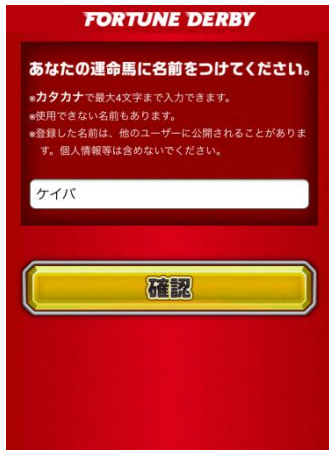 FORTUNE DERBY
あなたの運命馬に名前をつけてください。
※カタカナで最大4文字まで入力できます。
※使用できない名前もあります。
※登録した名前は、他のユーザーに公開されることがありま
す。個人情報等は含めないでください。
ケイバ
確認